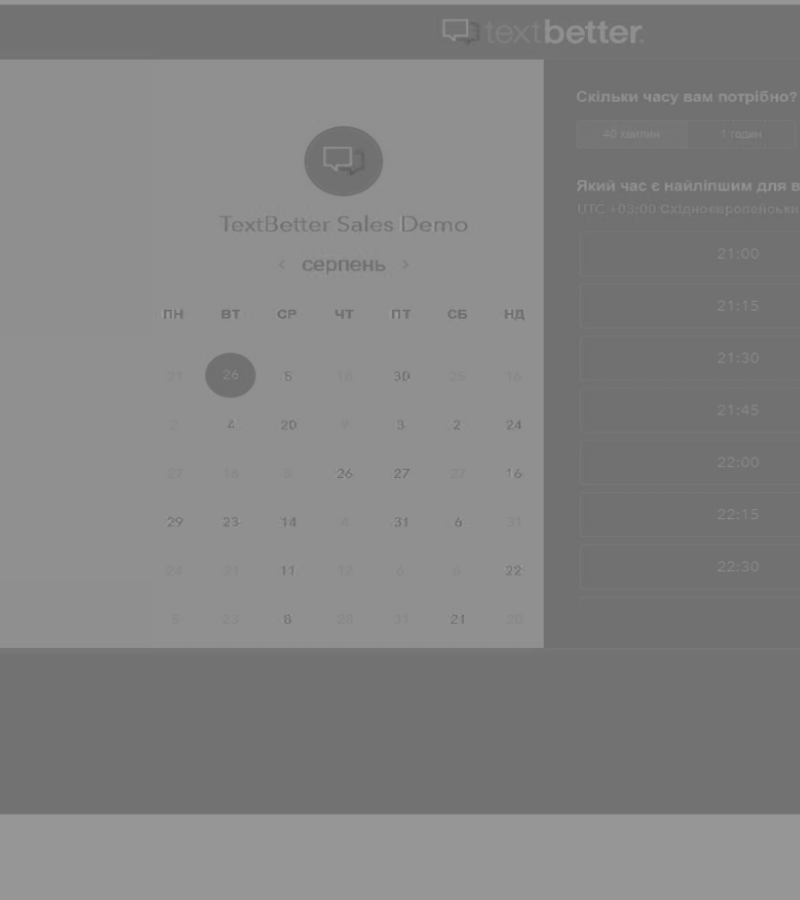 textbetter.
TextBetter Sales Demo
< серпень >
ПН ВТ СР ЧТ ПТ СБ НД
21 26 5 18 30 25 16
2 4 20 9 3 2 24
27 18 8 26 27 27 16
29 23 14 4 31 6 31
24 21 11 12 6 6 22
5 23 8 28 31 21 20
Скільки часу вам потрібно?
40 хвилин 1 годин
Який час є найліпшим для в
UTC +03:00 Східноєвропейськи
21:00
21:15
21:30
21:45
22:00
22:15
22:30